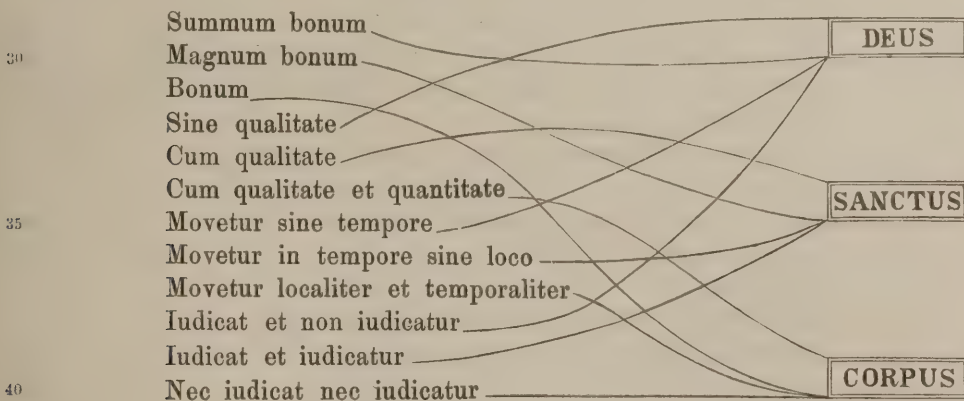 Summum bonum
DEUS
30 Magnum bonum
Bonum
Sine qualitate
Cum qualitate
Cum qualitate et quantitate
SANCTUS
35 Movetur sine tempore
Movetur in tempore sine loco
Movetur localiter et temporaliter
Iudicat et non iudicatur
Iudicat et iudicatur
CORPUS
40 Nec iudicat nec iudicatur